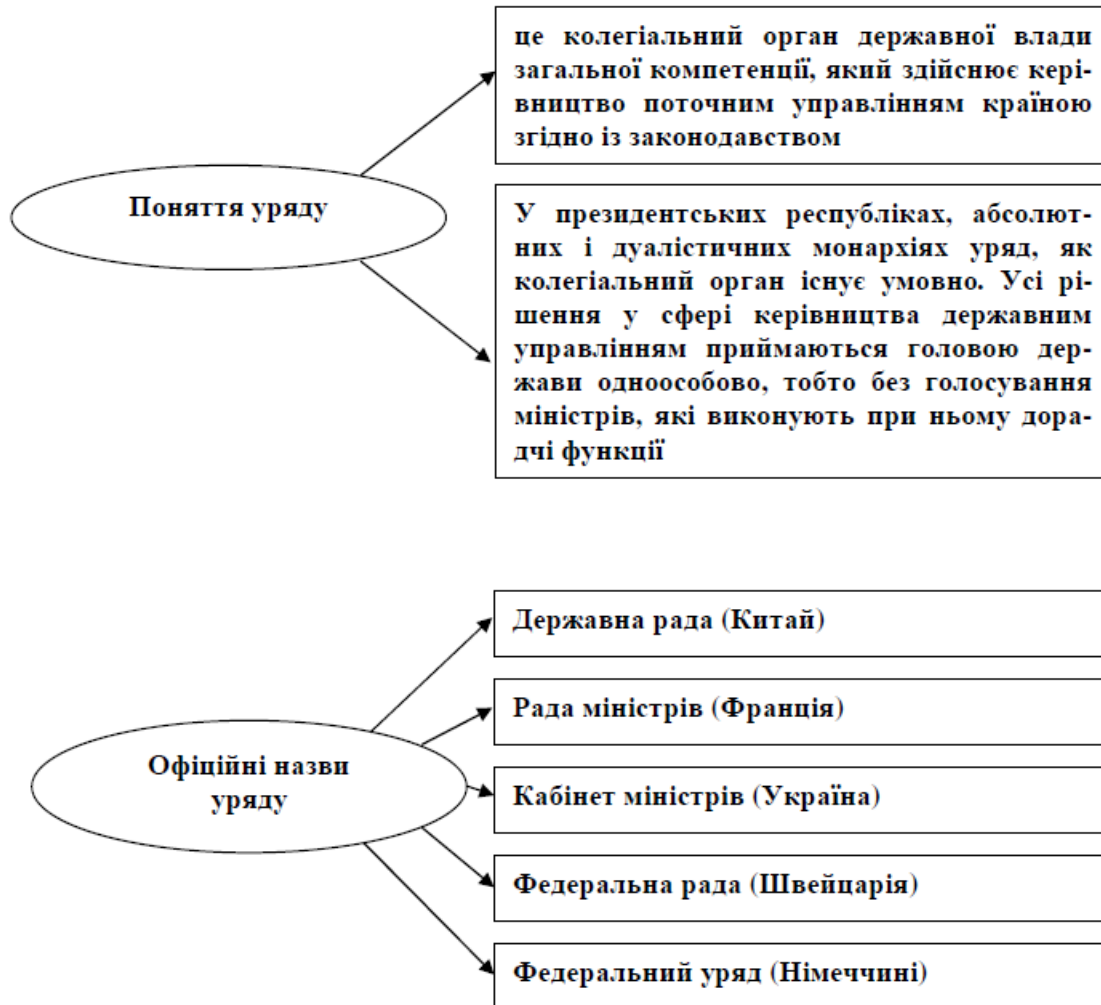 це колегіальний орган державної влади
загальної компетенції, який здійснює кері-
вництво поточним управлінням країною
згідно із законодавством
Поняття уряду
У президентських республіках, абсолют-
них і дуалістичних монархіях уряд, як
колегіальний орган існує умовно. Усі рі-
шення у сфері керівництва державним
управлінням приймаються головою дер-
жави одноособово, тобто без голосування
міністрів, які виконують при ньому дора-
дчі функції
Державна рада (Китай)
Рада міністрів (Франція)
Офіційні назви
уряду
Кабінет міністрів (Україна)
Федеральна рада (Швейцарія)
Федеральний уряд (Німеччині)